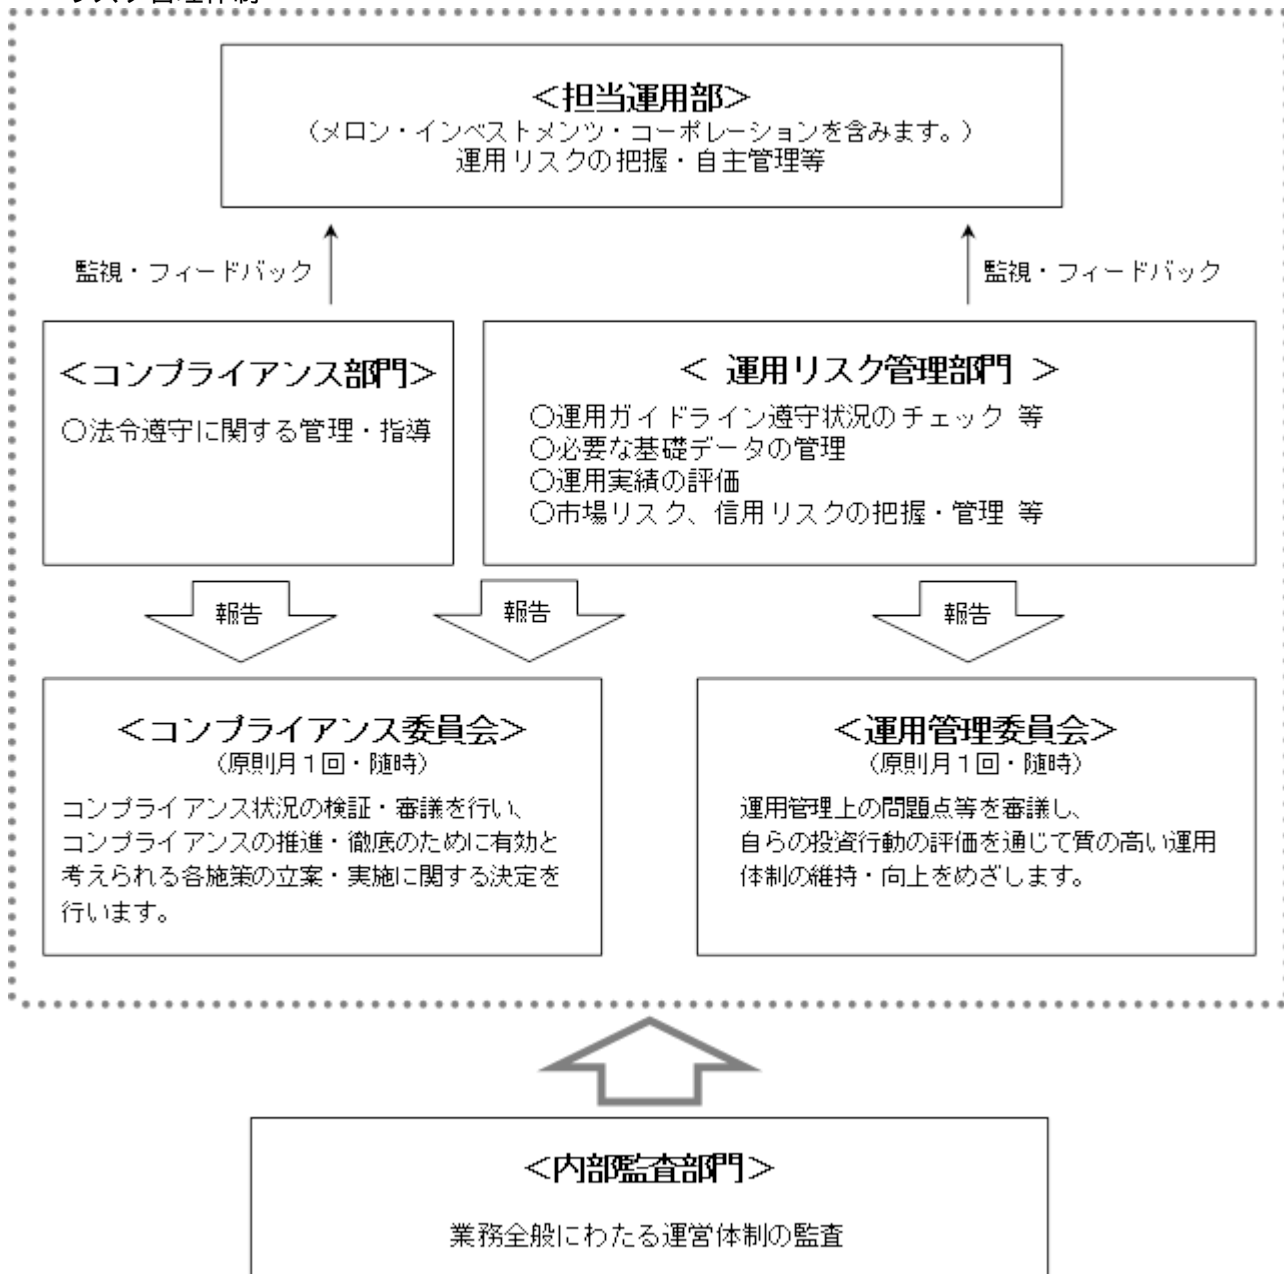 リスク管理体制
＜担当運用部＞
（メロン・インベストメンツ・コーポレーションを含みます。）
運用リスクの把握・自主管理等
監視・フィードバック
監視・フィードバック
＜コンプライアンス部門＞
○法令遵守に関する管理・指導
＜ 運用リスク管理部門 ＞
○運用ガイドライン遵守状況のチェック 等
○必要な基礎データの管理
○運用実績の評価
○市場リスク、信用リスクの把握・管理 等
報告
報告
報告
＜コンプライアンス委員会＞
（原則月１回・随時）
コンプライアンス状況の検証・審議を行い、
コンプライアンスの推進・徹底のために有効と
考えられる各施策の立案・実施に関する決定を
行います。
＜運用管理委員会＞
（原則月１回・随時）
運用管理上の問題点等を審議し、
自らの投資行動の評価を通じて質の高い運用
体制の維持・向上をめざします。
＜内部監査部門＞
業務全般にわたる運営体制の監査